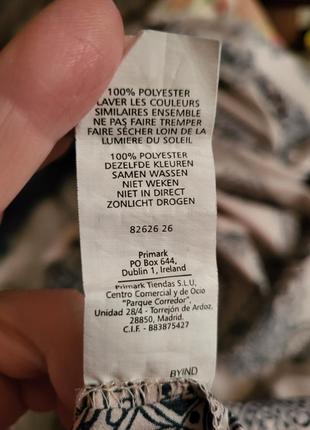 100% POLYESTER
LAVER LES COULEURS
SIMILAIRES ENSEMBLE
NE PAS FAIRE TREMPER
FAIRE SÉCHER LOIN DE LA
LUMIERE DU SOLEIL
100% POLYESTER
DEZELFDE KLEUREN
SAMEN WASSEN
NIET WEKEN
NIET IN DIRECT
ZONLICHT DROGEN
82626 26
Primark
PO Box 644,
Dublin 1, Ireland
Primark Tiendas S.L.U,
Centro Comercial y de Ocio
"Parque Corredor",
Unidad 28/4 - Torrejón de Ardoz,
28850, Madrid.
C.I.F. - B83875427
BYIND